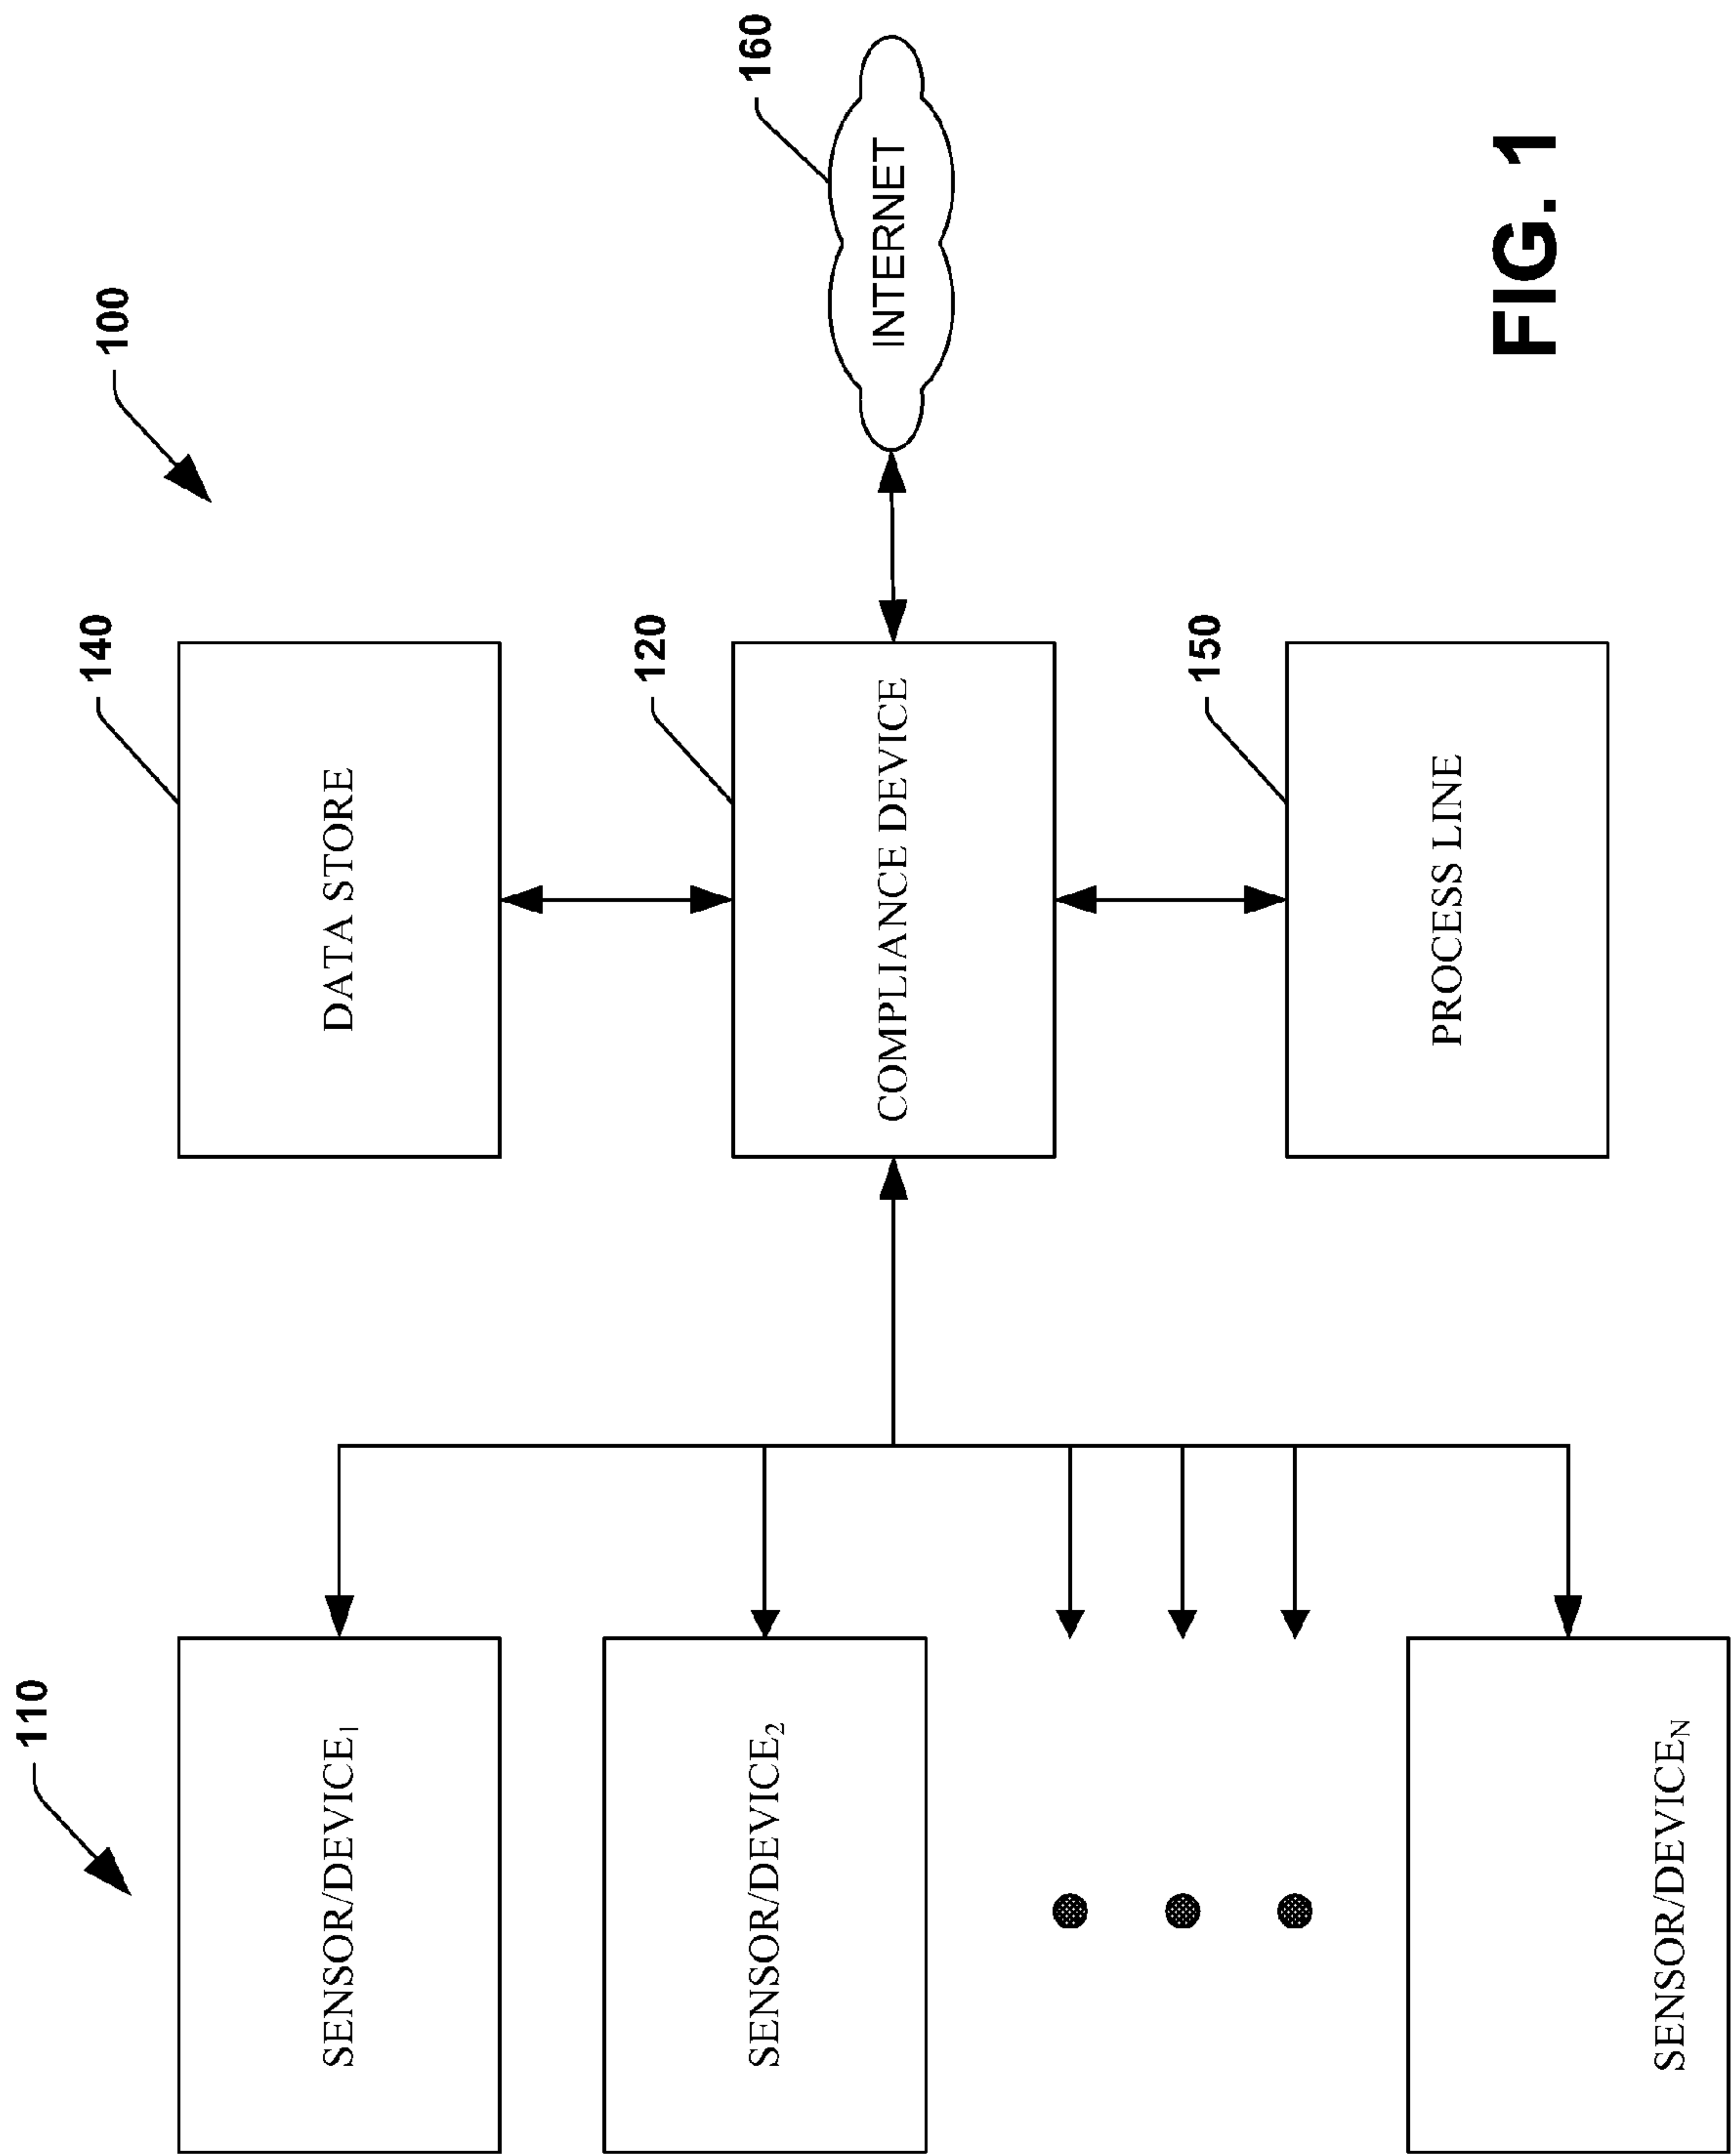 110
SENSOR/DEVICE₁
SENSOR/DEVICE₂
SENSOR/DEVICEN
140
DATA STORE
120
COMPLIANCE DEVICE
150
PROCESS LINE
100
160
INTERNET
FIG. 1